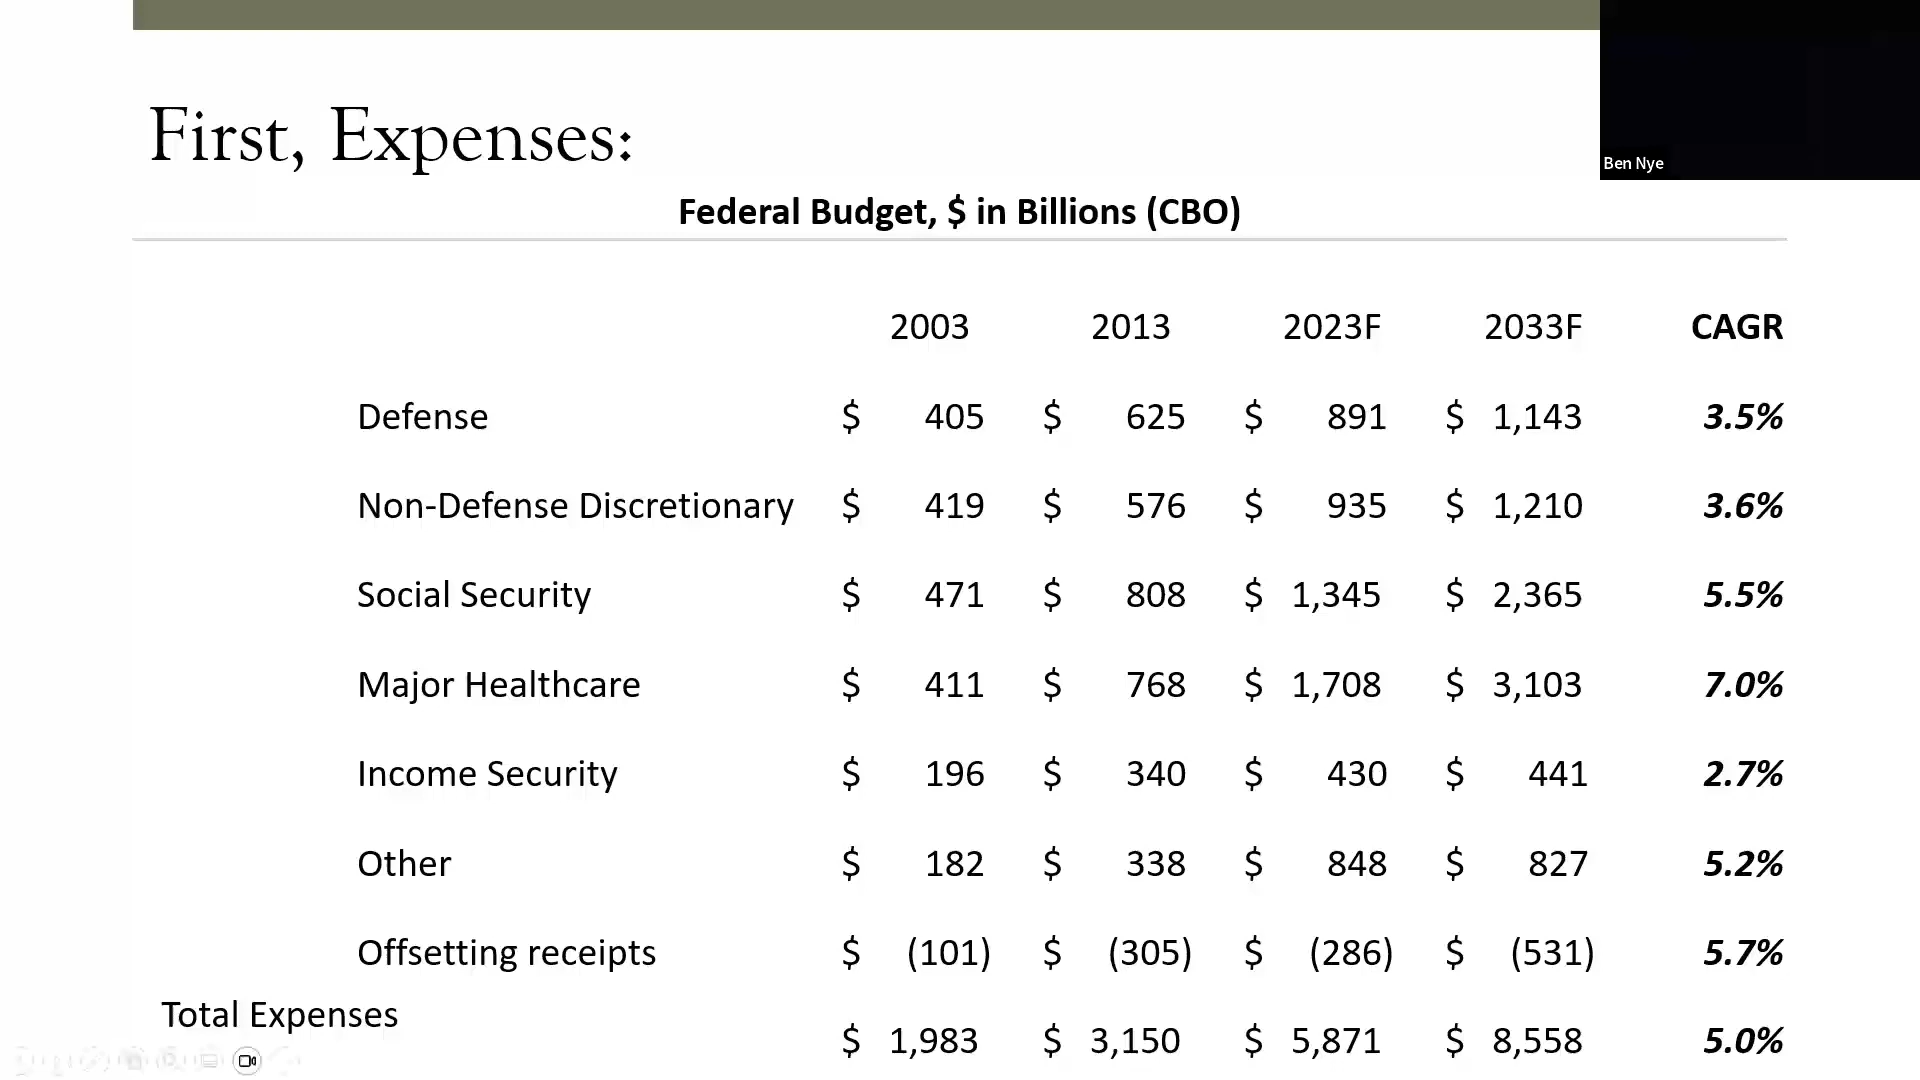 Ben Nye
First, Expenses:
Federal Budget, $ in Billions (CBO)
2003 2013 2023F 2033F CAGR
Defense $ 405 $ 625 $ 891 $ 1,143 3.5%
Non-Defense Discretionary $ 419 $ 576 $ 935 $ 1,210 3.6%
Social Security $ 471 $ 808 $ 1,345 $ 2,365 5.5%
Major Healthcare $ 411 $ 768 $ 1,708 $ 3,103 7.0%
Income Security $ 196 $ 340 $ 430 $ 441 2.7%
Other $ 182 $ 338 $ 848 $ 827 5.2%
Offsetting receipts $ (101) $ (305) $ (286) $ (531) 5.7%
Total Expenses $ 1,983 $ 3,150 $ 5,871 $ 8,558 5.0%